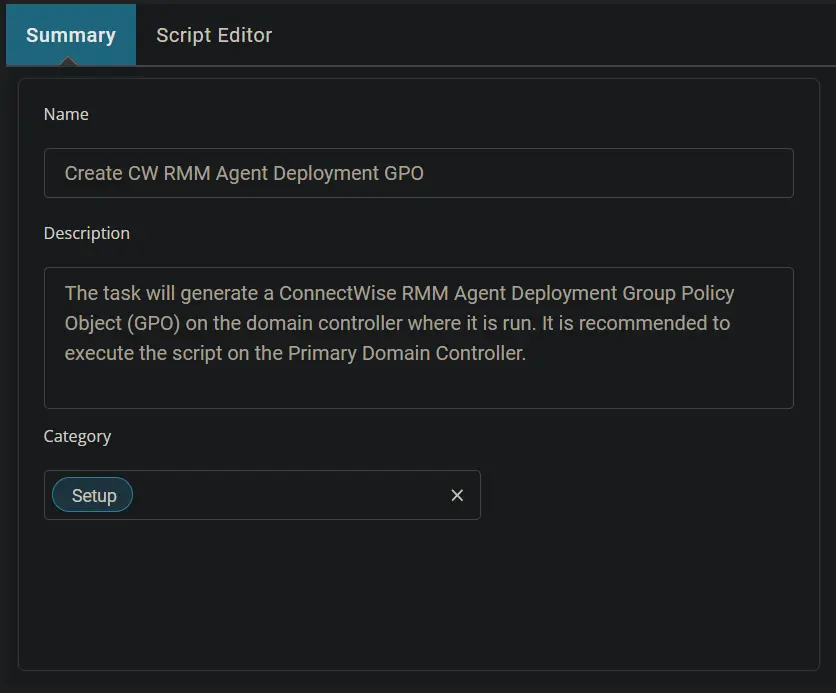 Summary
Script Editor
Name
Create CW RMM Agent Deployment GPO
Description
The task will generate a ConnectWise RMM Agent Deployment Group Policy
Object (GPO) on the domain controller where it is run. It is recommended to
execute the script on the Primary Domain Controller.
Category
Setup